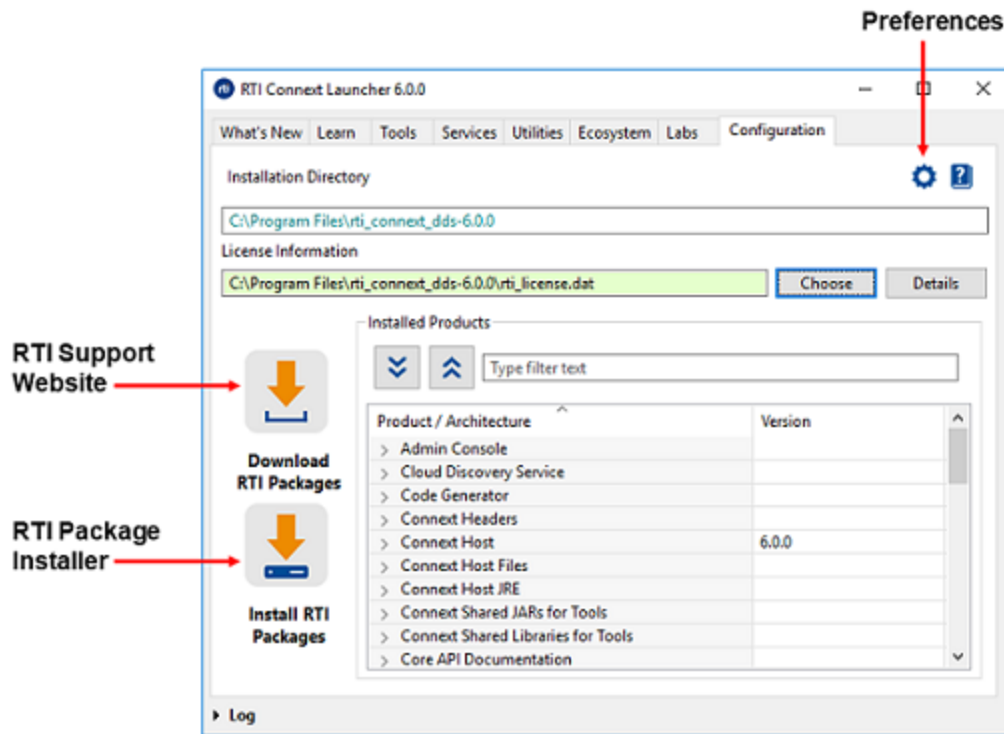 Preferences
rti RTI Connext Launcher 6.0.0
What's New Learn Tools Services Utilities Ecosystem Labs Configuration
Installation Directory
?
C:\Program Files\rti_connext_dds-6.0.0
License Information
C:\Program Files\rti_connext_dds-6.0.0\rti_license.dat Choose Details
Installed Products
RTI Support
Website
Type filter text
Product / Architecture Version
Admin Console
Download
RTI Packages
Cloud Discovery Service
Code Generator
Connext Headers
RTI Package
Installer
Connext Host 6.0.0
Connext Host Files
Connext Host JRE
Install RTI
Packages
Connext Shared JARs for Tools
Connext Shared Libraries for Tools
Core API Documentation
Log